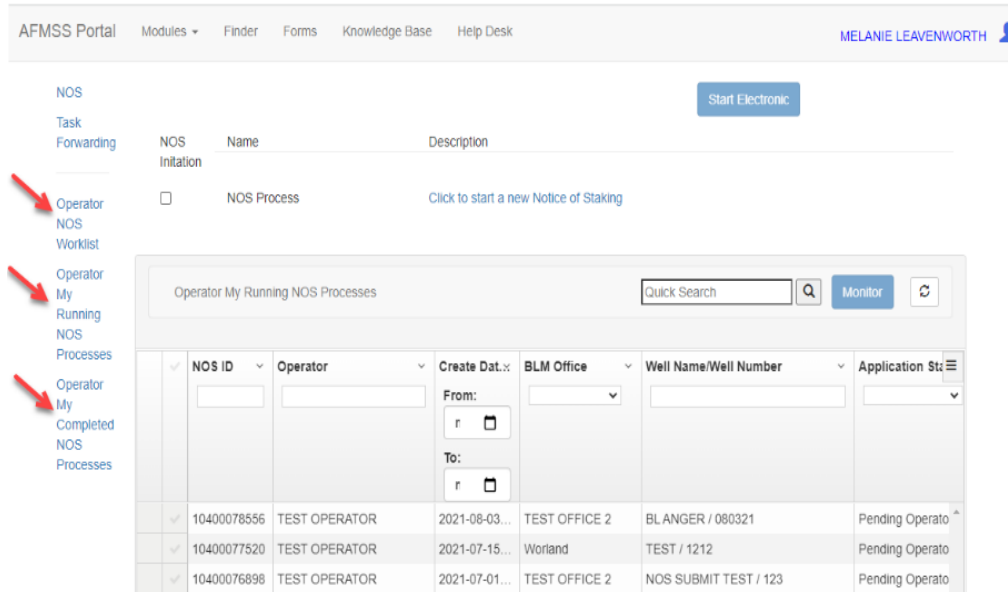 AFMSS Portal Modules Finder Forms Knowledge Base Help Desk MELANIE LEAVENWORTH
NOS
Task
Forwarding
Operator
NOS
Worklist
Operator
My
Running
NOS
Processes
Operator
My
Completed
NOS
Processes
Start Electronic
NOS Name Description
Initation
NOS Process Click to start a new Notice of Staking
Operator My Running NOS Processes Quick Search Monitor
NOS ID Operator Create Dat... BLM Office Well Name/Well Number Application Sta
From:
To:
10400078556 TEST OPERATOR 2021-08-03... TEST OFFICE 2 BLANGER / 080321 Pending Operato
10400077520 TEST OPERATOR 2021-07-15... Worland TEST / 1212 Pending Operato
10400076898 TEST OPERATOR 2021-07-01... TEST OFFICE 2 NOS SUBMIT TEST / 123 Pending Operato